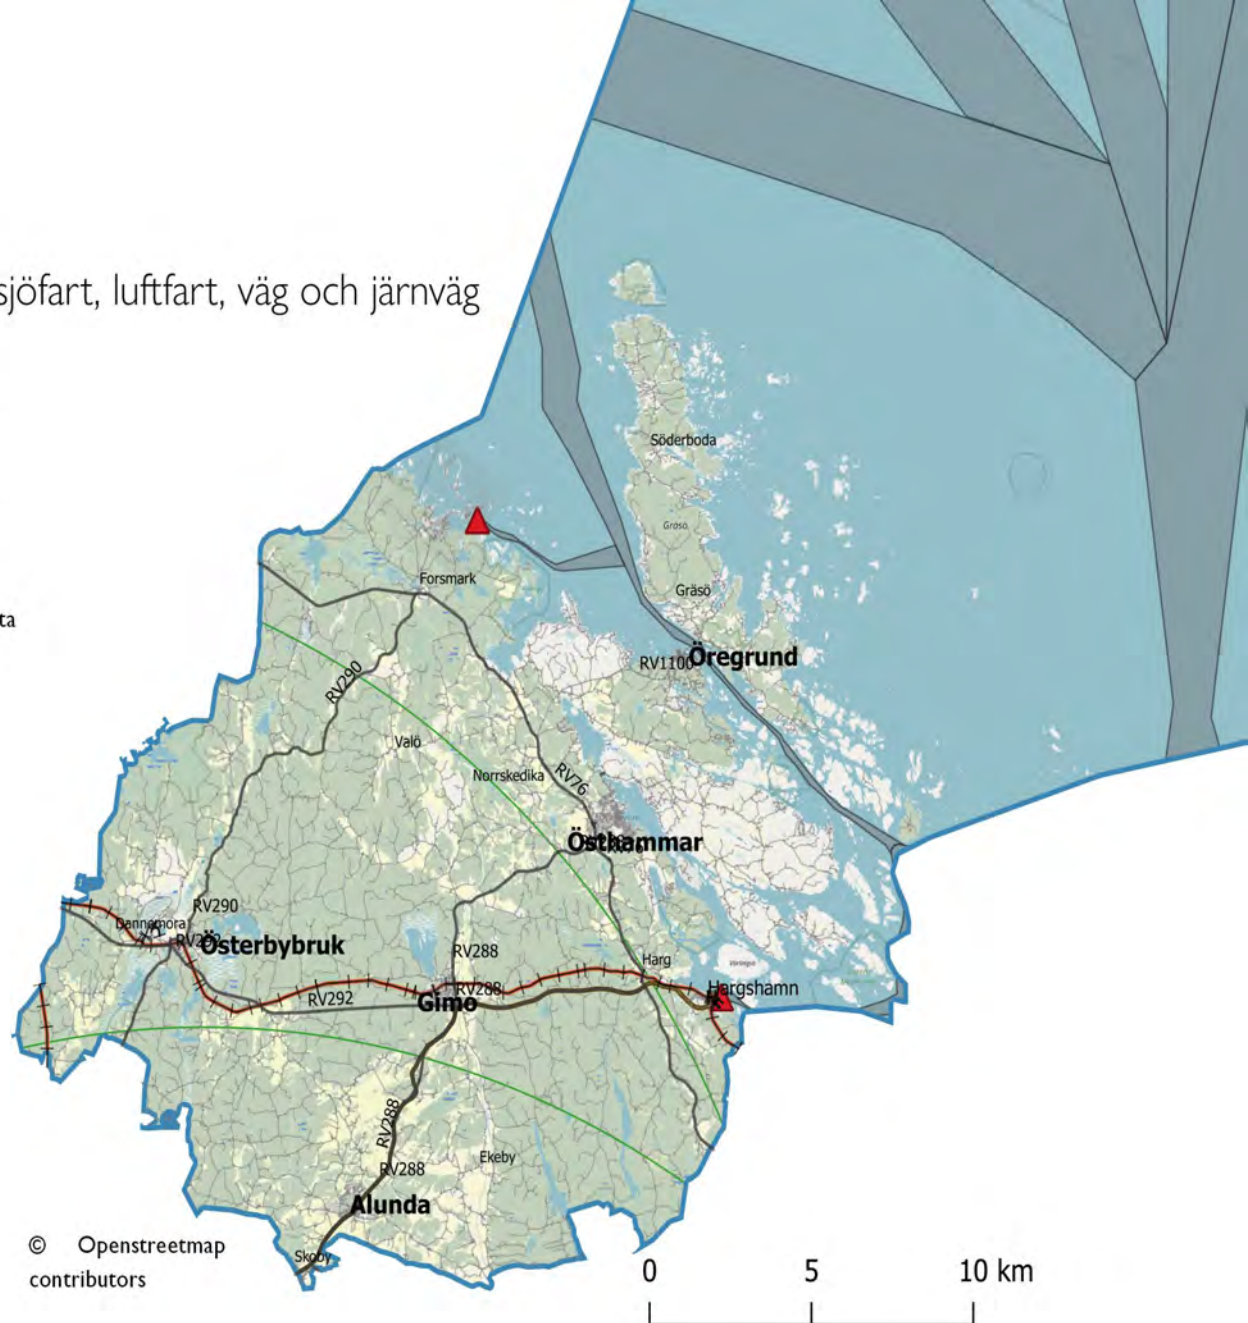 sjöfart, luftfart, väg och järnväg
Söderboda
Gräsö
Forsmark
Gräsö
ta
RV1100
Öregrund
RV290
Valö
Norrskedika
RV76
Östhammar
RV290
Dannemora
Österbybruk
RV288
Harg
RV288
Hargshamn
RV292
Gimo
RV288
Ekeby
RV288
Alunda
© Openstreetmap
contributors
Skoby
0 5 10 km